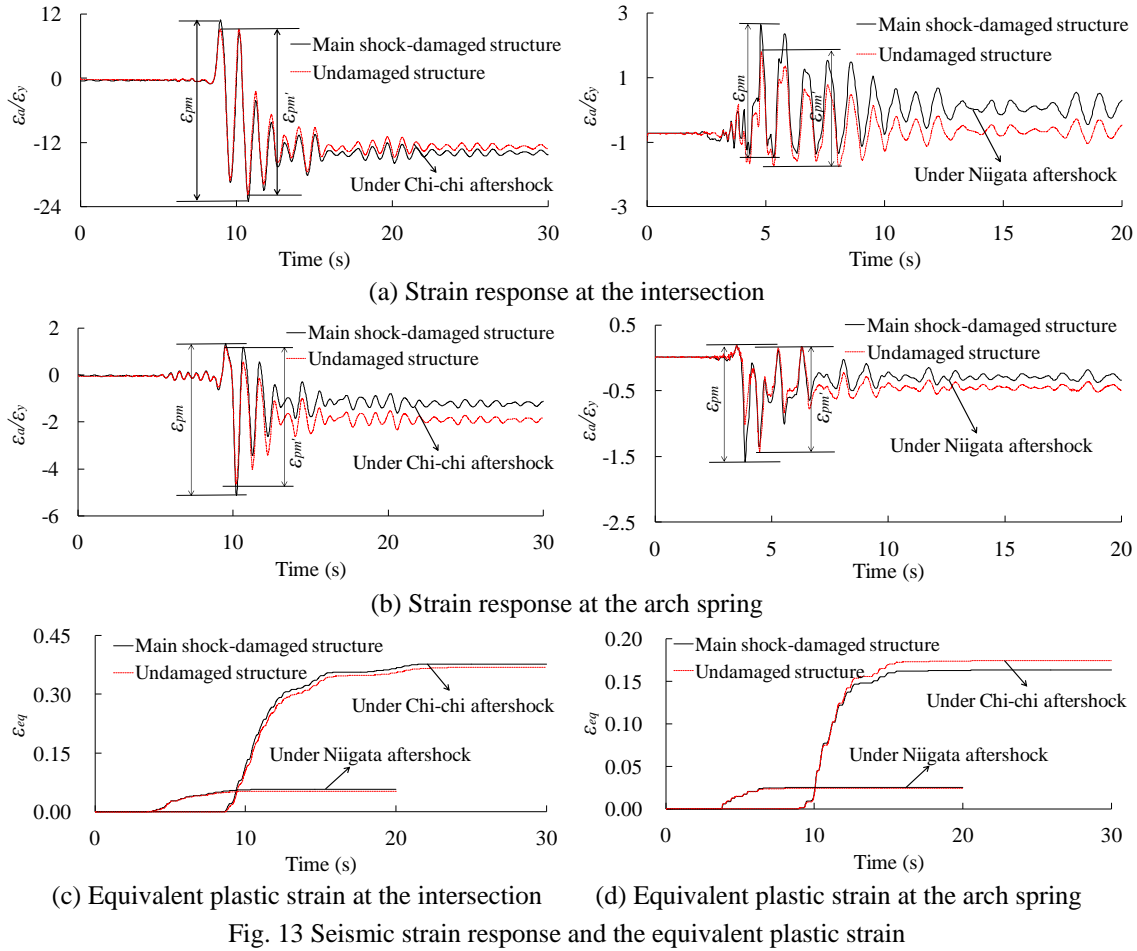 12
0
-12
-24
εa/εy
εpm
εpm'
Main shock-damaged structure
Undamaged structure
Under Chi-chi aftershock
0 10 20 30
Time (s)
3
1
-1
-3
εa/εy
εpm
εpm'
Main shock-damaged structure
Undamaged structure
Under Niigata aftershock
0 5 10 15 20
Time (s)
(a) Strain response at the intersection
2
0
-2
-4
-6
εa/εy
εpm
εpm'
Main shock-damaged structure
Undamaged structure
Under Chi-chi aftershock
0 10 20 30
Time (s)
0.5
-0.5
-1.5
-2.5
εa/εy
εpm
εpm'
Main shock-damaged structure
Undamaged structure
Under Niigata aftershock
0 5 10 15 20
Time (s)
(b) Strain response at the arch spring
0.45
0.30
0.15
0.00
εeq
Main shock-damaged structure
Undamaged structure
Under Chi-chi aftershock
Under Niigata aftershock
0 10 20 30
Time (s)
(c) Equivalent plastic strain at the intersection
0.20
0.15
0.10
0.05
0.00
εeq
Main shock-damaged structure
Undamaged structure
Under Chi-chi aftershock
Under Niigata aftershock
0 10 20 30
Time (s)
(d) Equivalent plastic strain at the arch spring
Fig. 13 Seismic strain response and the equivalent plastic strain